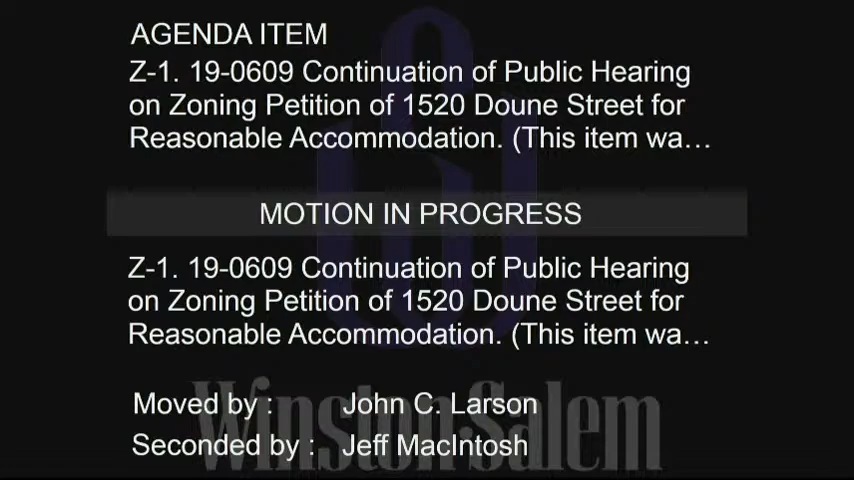 AGENDA ITEM
Z-1. 19-0609 Continuation of Public Hearing
on Zoning Petition of 1520 Doune Street for
Reasonable Accommodation. (This item wa…
MOTION IN PROGRESS
Z-1. 19-0609 Continuation of Public Hearing
on Zoning Petition of 1520 Doune Street for
Reasonable Accommodation. (This item wa…
Moved by : John C. Larson
Seconded by : Jeff MacIntosh
Winston-Salem